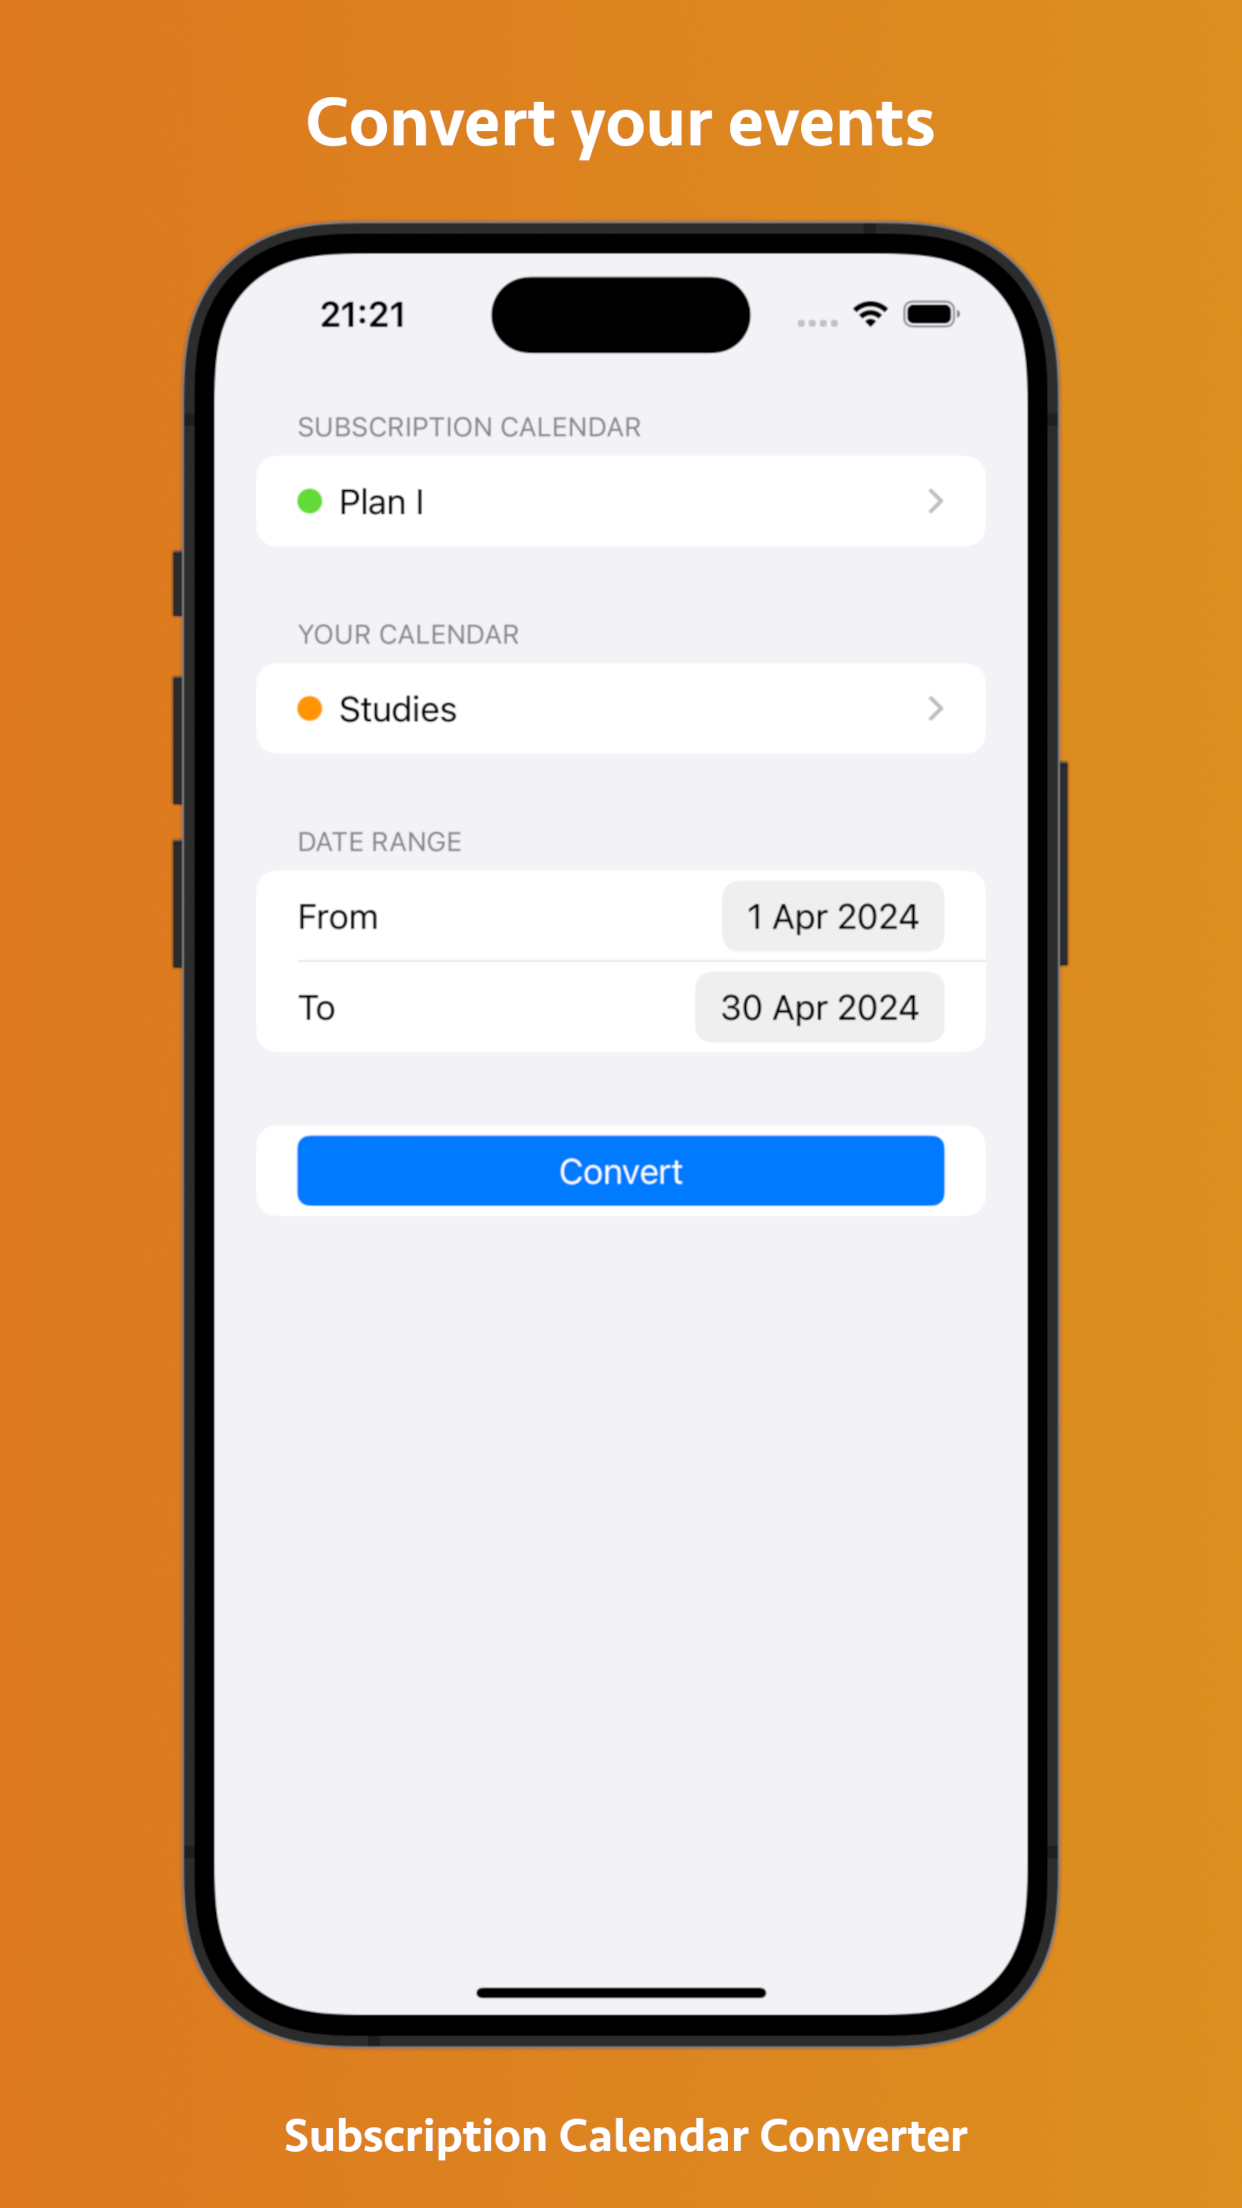 Convert your events
21:21
SUBSCRIPTION CALENDAR
Plan I
YOUR CALENDAR
Studies
DATE RANGE
From 1 Apr 2024
To 30 Apr 2024
Convert
Subscription Calendar Converter